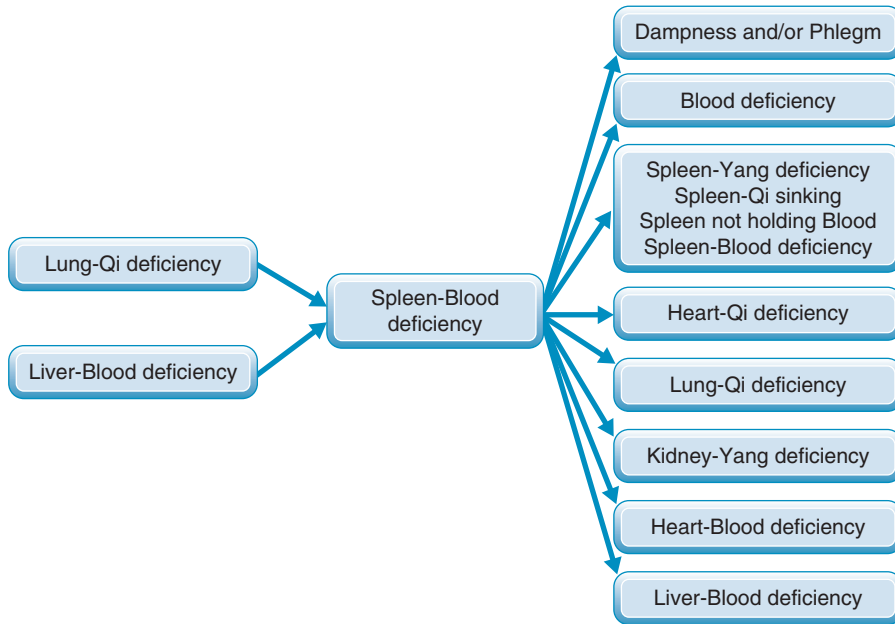 Lung-Qi deficiency
Liver-Blood deficiency
Spleen-Blood
deficiency
Dampness and/or Phlegm
Blood deficiency
Spleen-Yang deficiency
Spleen-Qi sinking
Spleen not holding Blood
Spleen-Blood deficiency
Heart-Qi deficiency
Lung-Qi deficiency
Kidney-Yang deficiency
Heart-Blood deficiency
Liver-Blood deficiency